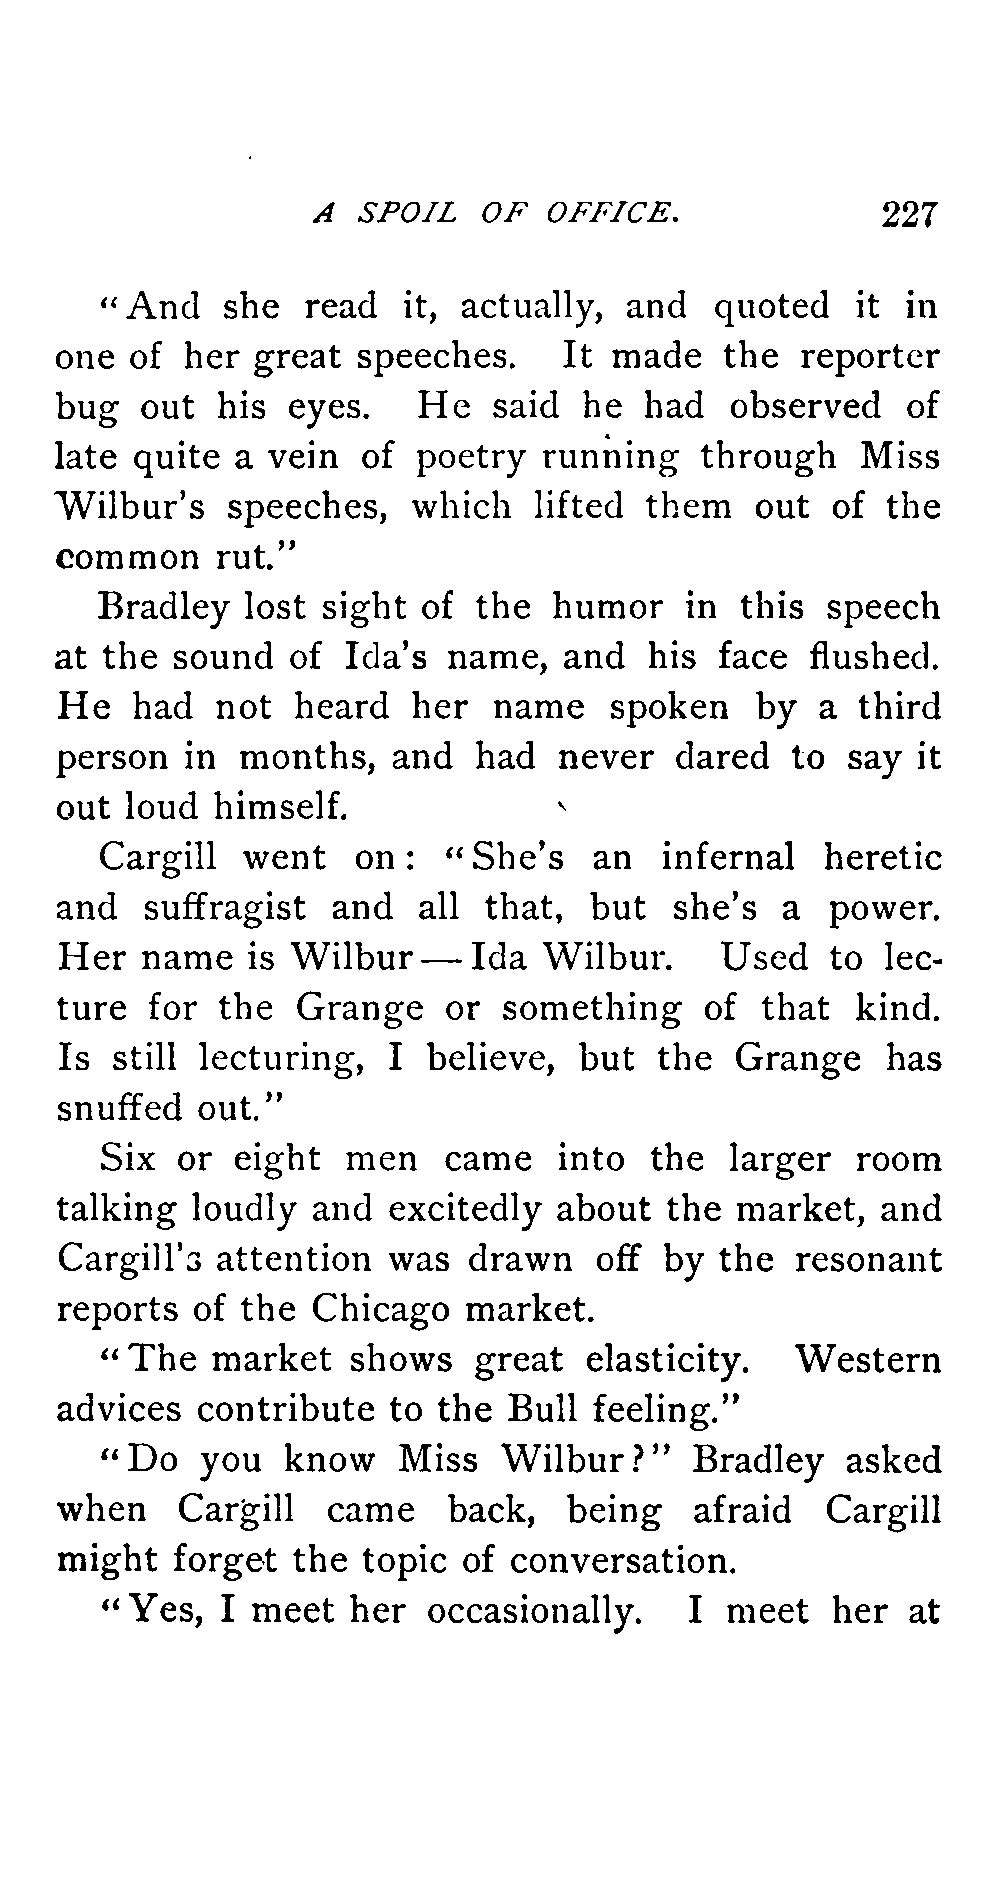 A SPOIL OF OFFICE. 227
"And she read it, actually, and quoted it in
one of her great speeches. It made the reporter
bug out his eyes. He said he had observed of
late quite a vein of poetry running through Miss
Wilbur's speeches, which lifted them out of the
common rut."
Bradley lost sight of the humor in this speech
at the sound of Ida's name, and his face flushed.
He had not heard her name spoken by a third
person in months, and had never dared to say it
out loud himself.
Cargill went on: "She's an infernal heretic
and suffragist and all that, but she's a power.
Her name is Wilbur—Ida Wilbur. Used to lec-
ture for the Grange or something of that kind.
Is still lecturing, I believe, but the Grange has
snuffed out."
Six or eight men came into the larger room
talking loudly and excitedly about the market, and
Cargill's attention was drawn off by the resonant
reports of the Chicago market.
"The market shows great elasticity. Western
advices contribute to the Bull feeling."
"Do you know Miss Wilbur?" Bradley asked
when Cargill came back, being afraid Cargill
might forget the topic of conversation.
"Yes, I meet her occasionally. I meet her at